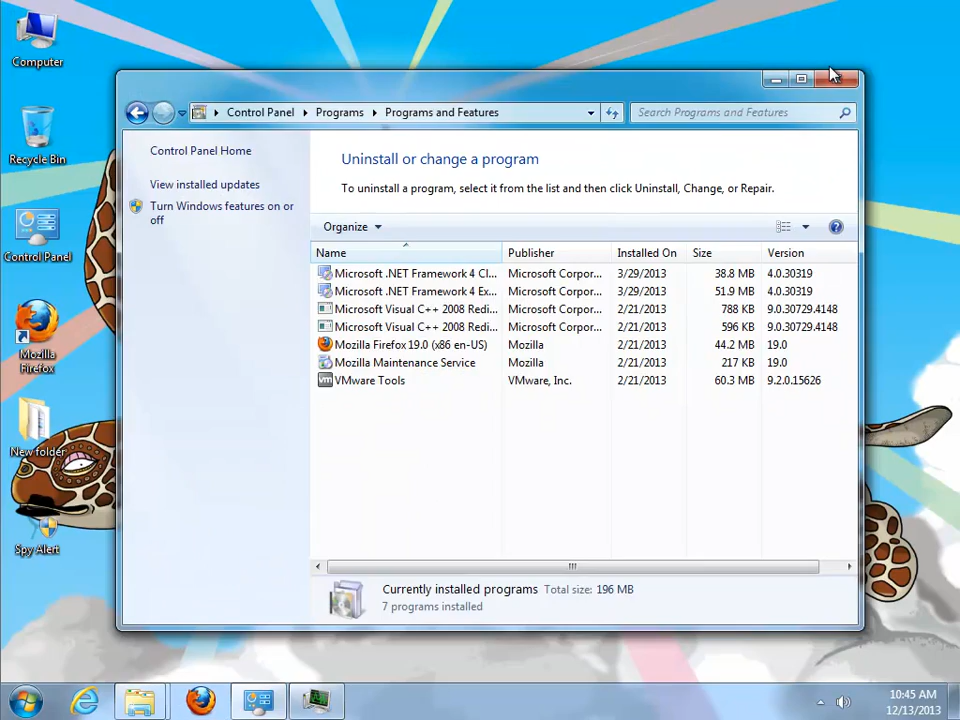 Computer
Recycle Bin
Control Panel
Mozilla
Firefox
New folder
Spy Alert
Control Panel Programs Programs and Features
Search Programs and Features
Control Panel Home
View installed updates
Turn Windows features on or
off
Uninstall or change a program
To uninstall a program, select it from the list and then click Uninstall, Change, or Repair.
Organize
Name Publisher Installed On Size Version
Microsoft .NET Framework 4 Cl... Microsoft Corpor... 3/29/2013 38.8 MB 4.0.30319
Microsoft .NET Framework 4 Ex... Microsoft Corpor... 3/29/2013 51.9 MB 4.0.30319
Microsoft Visual C++ 2008 Redi... Microsoft Corpor... 2/21/2013 788 KB 9.0.30729.4148
Microsoft Visual C++ 2008 Redi... Microsoft Corpor... 2/21/2013 596 KB 9.0.30729.4148
Mozilla Firefox 19.0 (x86 en-US) Mozilla 2/21/2013 44.2 MB 19.0
Mozilla Maintenance Service Mozilla 2/21/2013 217 KB 19.0
vm VMware Tools VMware, Inc. 2/21/2013 60.3 MB 9.2.0.15626
Currently installed programs Total size: 196 MB
7 programs installed
10:45 AM
12/13/2013